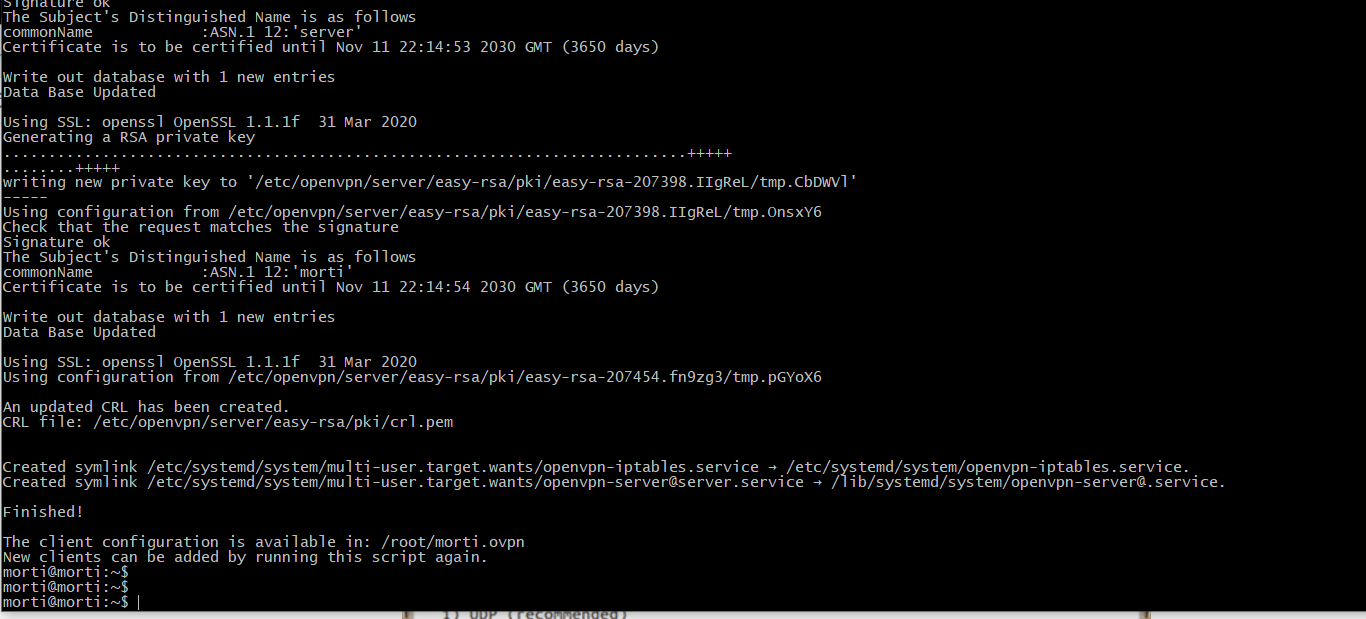 Signature ok
The Subject's Distinguished Name is as follows
commonName            :ASN.1 12:'server'
Certificate is to be certified until Nov 11 22:14:53 2030 GMT (3650 days)
Write out database with 1 new entries
Data Base Updated
Using SSL: openssl OpenSSL 1.1.1f  31 Mar 2020
Generating a RSA private key
............................................................................+++++
........+++++
writing new private key to '/etc/openvpn/server/easy-rsa/pki/easy-rsa-207398.IIgReL/tmp.CbDWVl'
-----
Using configuration from /etc/openvpn/server/easy-rsa/pki/easy-rsa-207398.IIgReL/tmp.OnsxY6
Check that the request matches the signature
Signature ok
The Subject's Distinguished Name is as follows
commonName            :ASN.1 12:'morti'
Certificate is to be certified until Nov 11 22:14:54 2030 GMT (3650 days)
Write out database with 1 new entries
Data Base Updated
Using SSL: openssl OpenSSL 1.1.1f  31 Mar 2020
Using configuration from /etc/openvpn/server/easy-rsa/pki/easy-rsa-207454.fn9zg3/tmp.pGYoX6
An updated CRL has been created.
CRL file: /etc/openvpn/server/easy-rsa/pki/crl.pem
Created symlink /etc/systemd/system/multi-user.target.wants/openvpn-iptables.service → /etc/systemd/system/openvpn-iptables.service.
Created symlink /etc/systemd/system/multi-user.target.wants/openvpn-server@server.service → /lib/systemd/system/openvpn-server@.service.
Finished!
The client configuration is available in: /root/morti.ovpn
New clients can be added by running this script again.
morti@morti:~$
morti@morti:~$
morti@morti:~$
1) UDP (recommended)